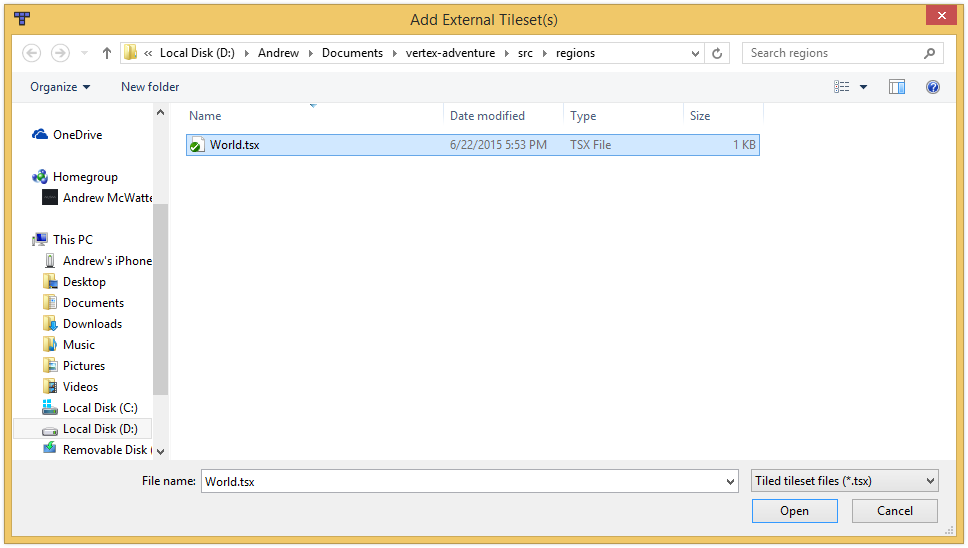 Add External Tileset(s)
« Local Disk (D:) Andrew Documents vertex-adventure src regions
Search regions
Organize
New folder
Name Date modified Type Size
World.tsx 6/22/2015 5:53 PM TSX File 1 KB
OneDrive
Homegroup
Andrew McWatte
This PC
Andrew's iPhone
Desktop
Documents
Downloads
Music
Pictures
Videos
Local Disk (C:)
Local Disk (D:)
Removable Disk (
File name: World.tsx
Tiled tileset files (*.tsx)
Open
Cancel